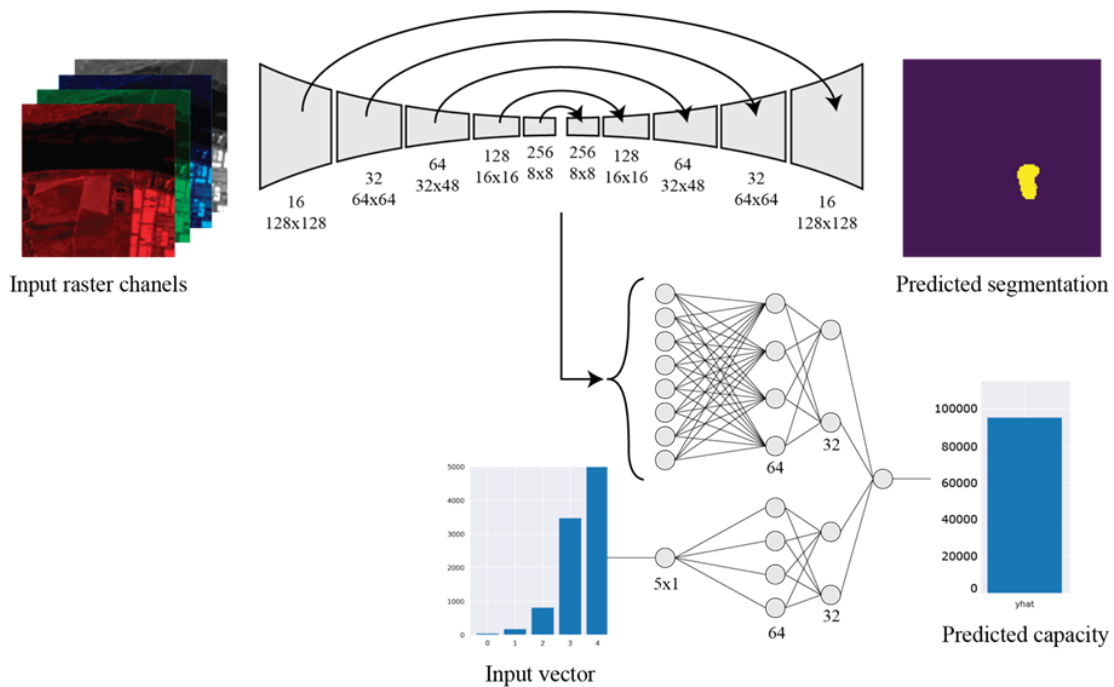 16
128x128
32
64x64
64
32x48
128
16x16
256
8x8
256
8x8
128
16x16
64
32x48
32
64x64
16
128x128
Input raster chanels
Predicted segmentation
64
32
5000
4000
3000
2000
1000
0
0 1 2 3 4
Input vector
5x1
64
32
100000
80000
60000
40000
20000
0
yhat
Predicted capacity